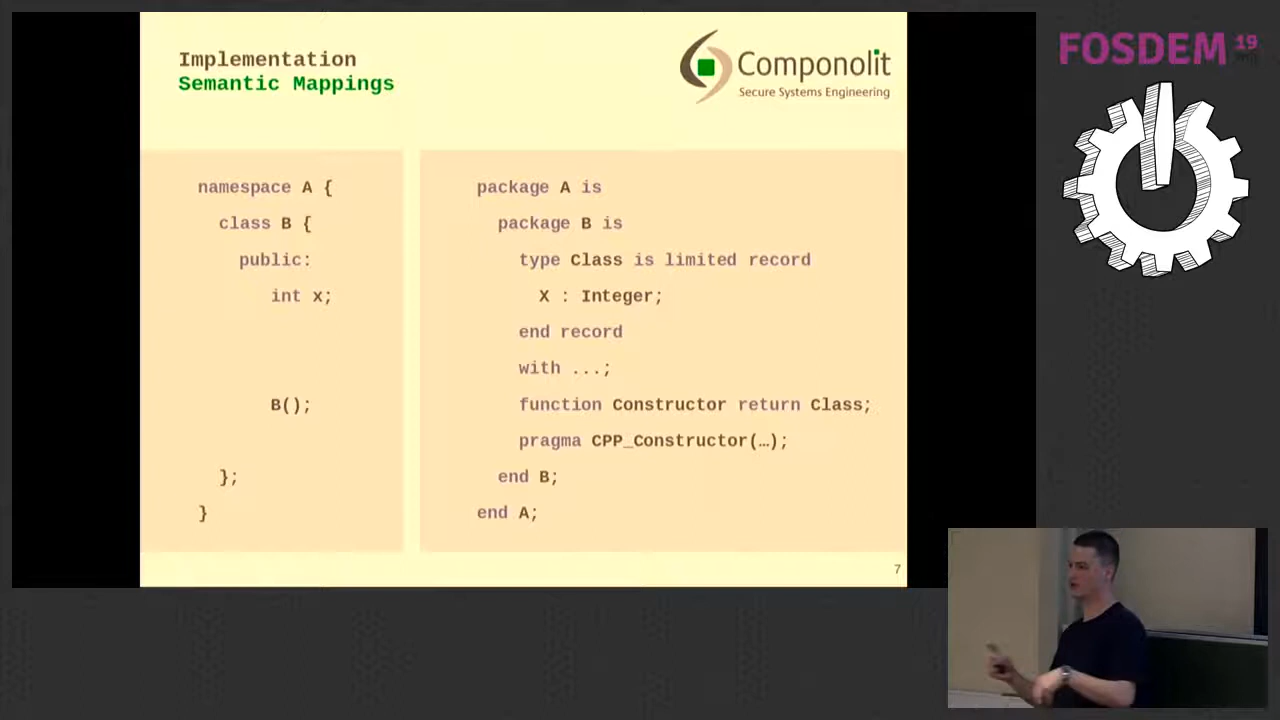 Implementation
Semantic Mappings
Componolit
Secure Systems Engineering
FOSDEM 19
namespace A {
class B {
public:
int x;
B();
};
}
package A is
package B is
type Class is limited record
X : Integer;
end record
with ...;
function Constructor return Class;
pragma CPP_Constructor(…);
end B;
end A;
7